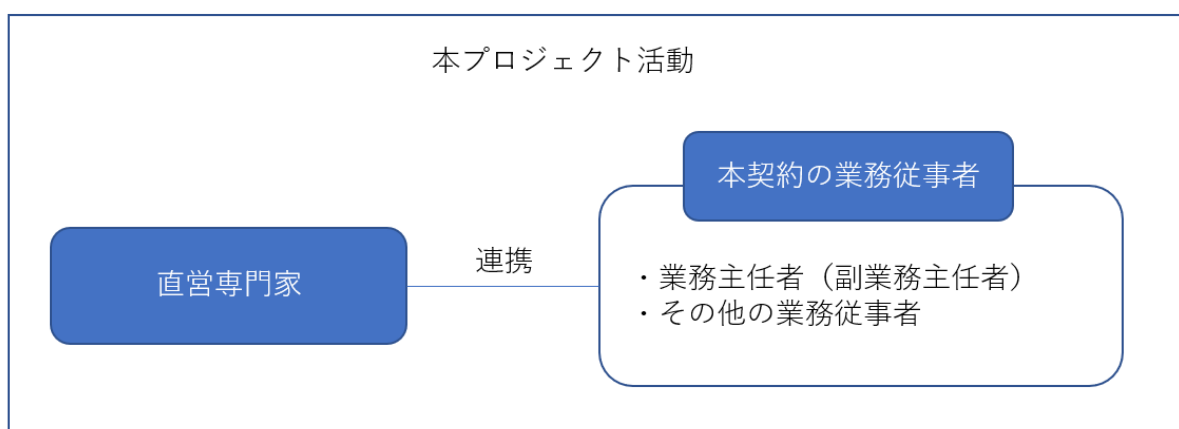 本プロジェクト活動
本契約の業務従事者
直営専門家
連携
・業務主任者（副業務主任者）
・その他の業務従事者